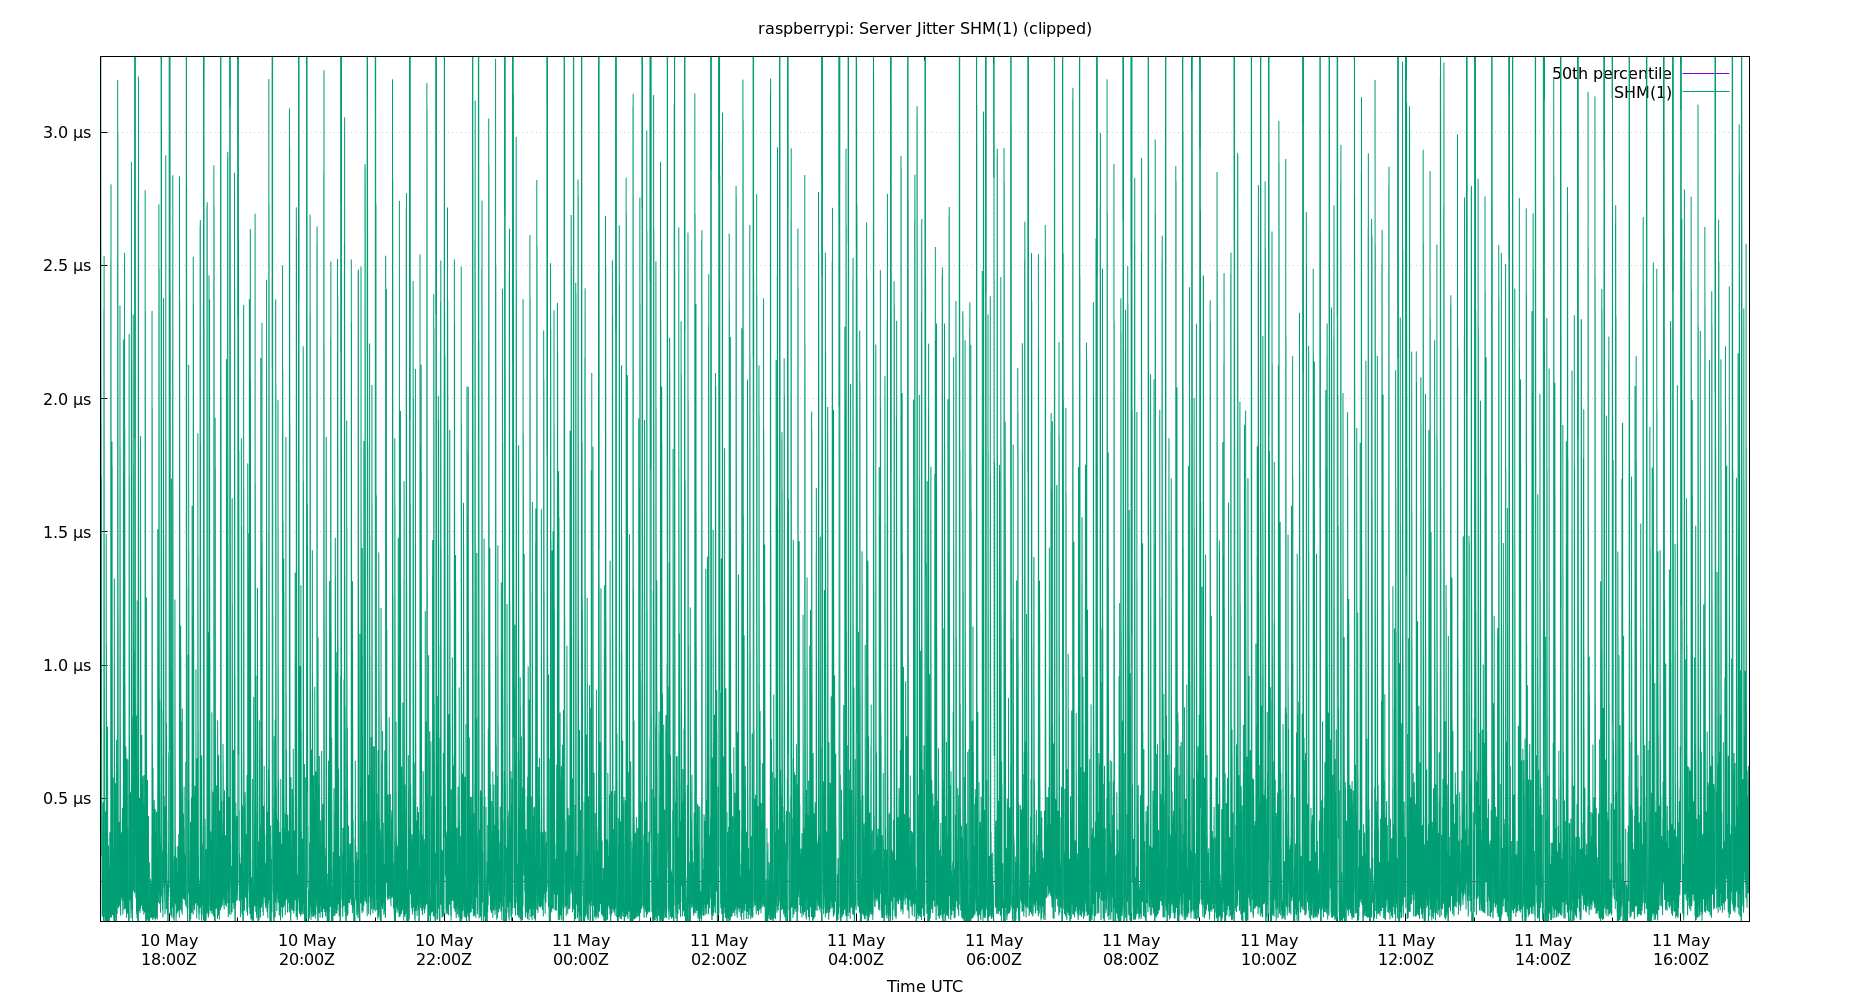 raspberrypi: Server Jitter SHM(1) (clipped)
50th percentile
SHM(1)
3.0 µs
2.5 µs
2.0 µs
1.5 µs
1.0 µs
0.5 µs
10 May 10 May 10 May 11 May 11 May 11 May 11 May 11 May 11 May 11 May 11 May 11 May
18:00Z 20:00Z 22:00Z 00:00Z 02:00Z 04:00Z 06:00Z 08:00Z 10:00Z 12:00Z 14:00Z 16:00Z
Time UTC